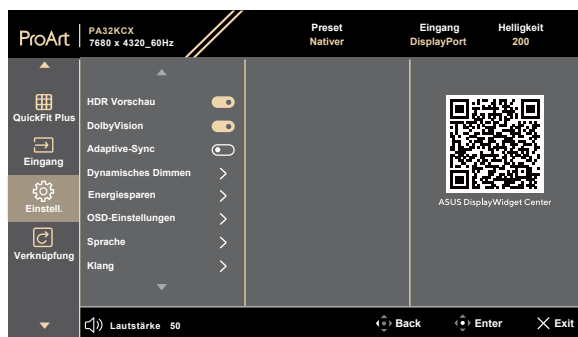 ProArt
PA32KCX
7680 x 4320_60Hz
Preset
Nativer
Eingang
DisplayPort
Helligkeit
200
QuickFit Plus
Eingang
Einstell.
Verknüpfung
HDR Vorschau
DolbyVision
Adaptive-Sync
Dynamisches Dimmen
Energiesparen
OSD-Einstellungen
Sprache
Klang
ASUS DisplayWidget Center
Lautstärke 50
Back
Enter
Exit